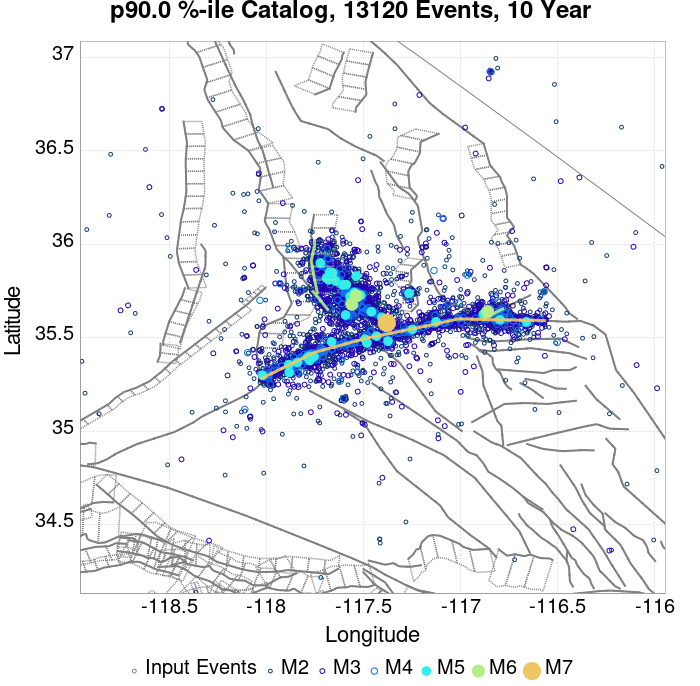 p90.0 %-ile Catalog, 13120 Events, 10 Year
37
36.5
36
35.5
35
34.5
Latitude
-118.5 -118 -117.5 -117 -116.5 -116
Longitude
Input Events M2 M3 M4 M5 M6 M7